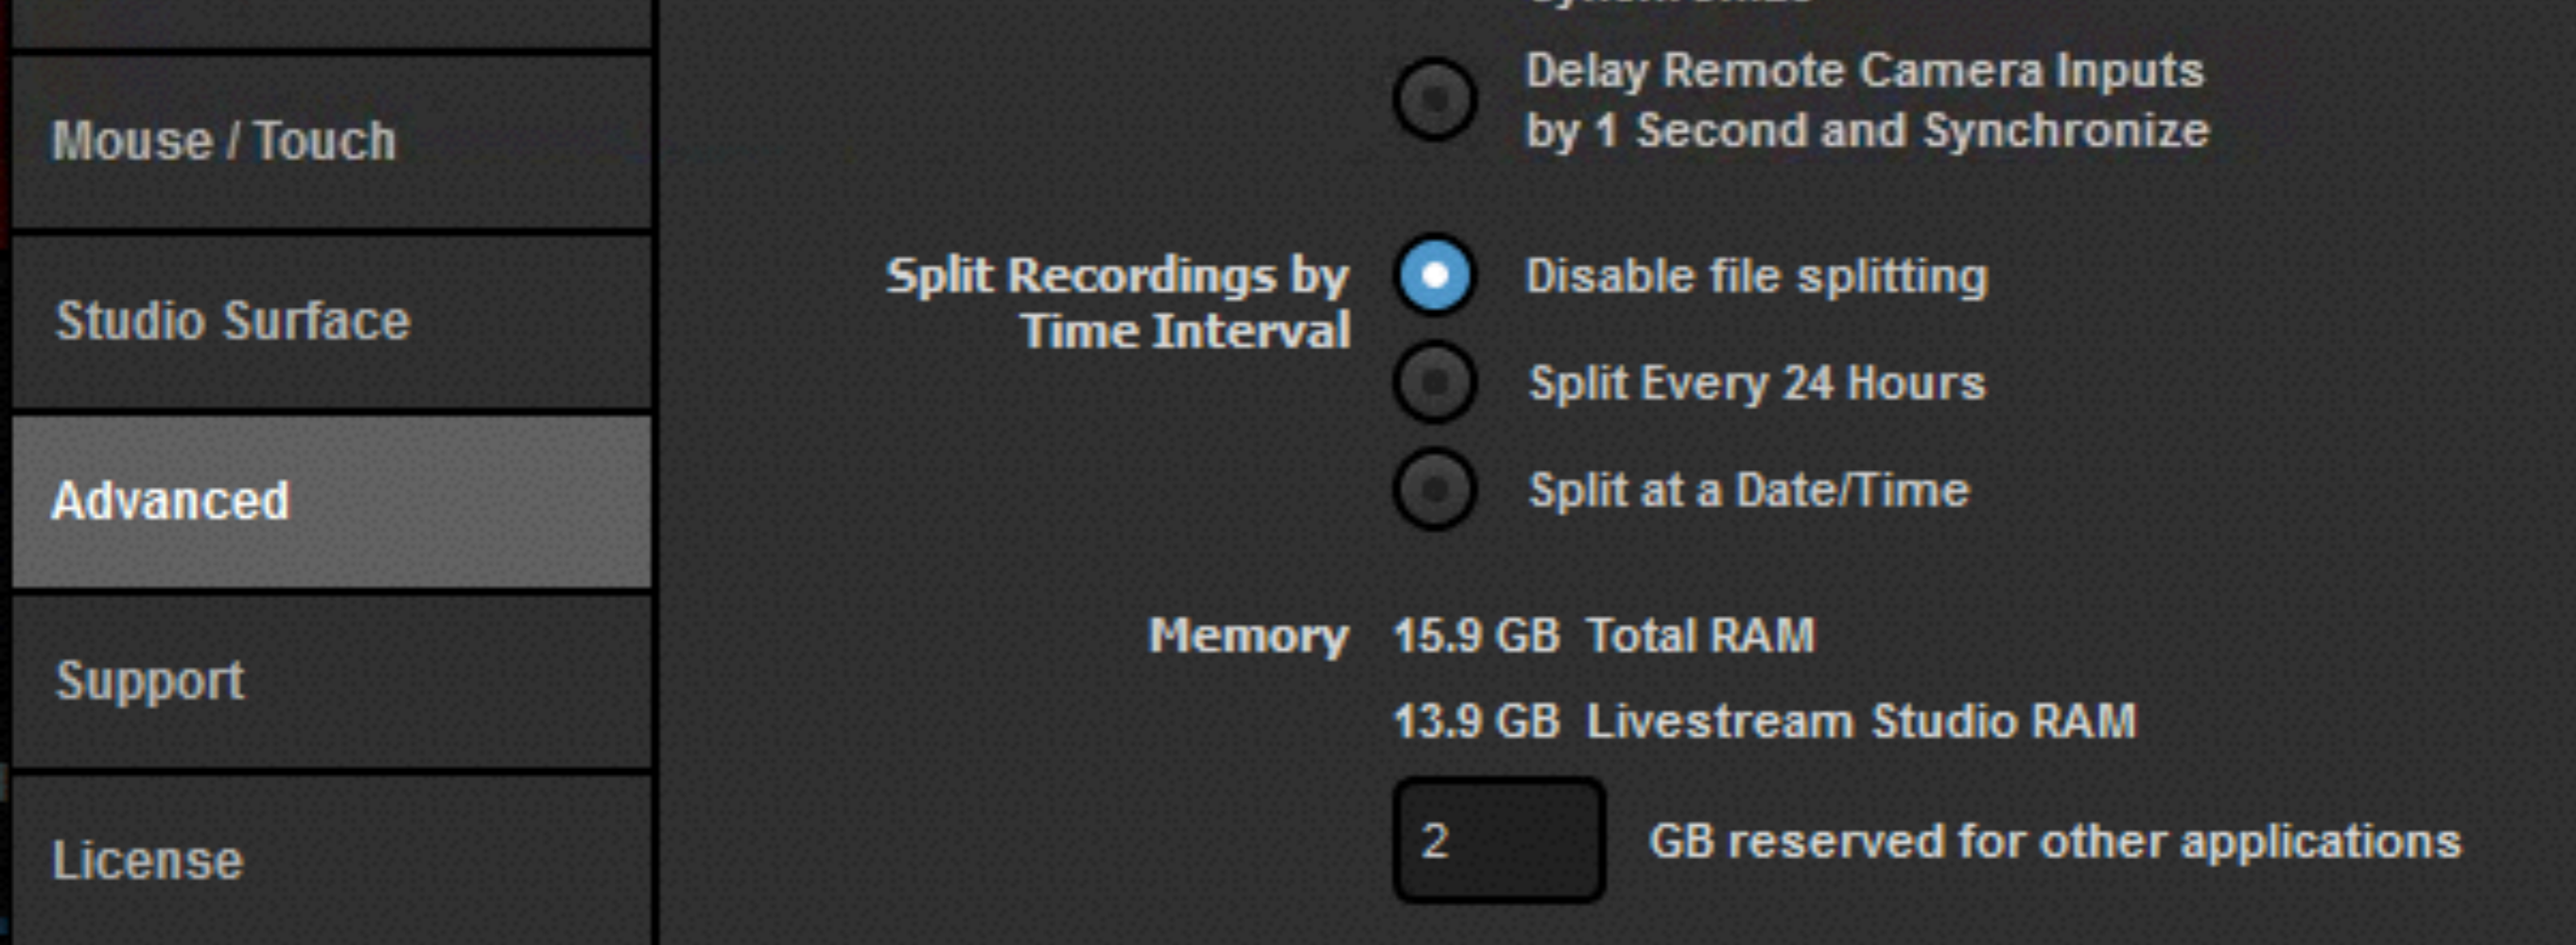 Mouse / Touch
Studio Surface
Advanced
Support
License
Delay Remote Camera Inputs
by 1 Second and Synchronize
Split Recordings by
Time Interval
Disable file splitting
Split Every 24 Hours
Split at a Date/Time
Memory
15.9 GB Total RAM
13.9 GB Livestream Studio RAM
2 GB reserved for other applications